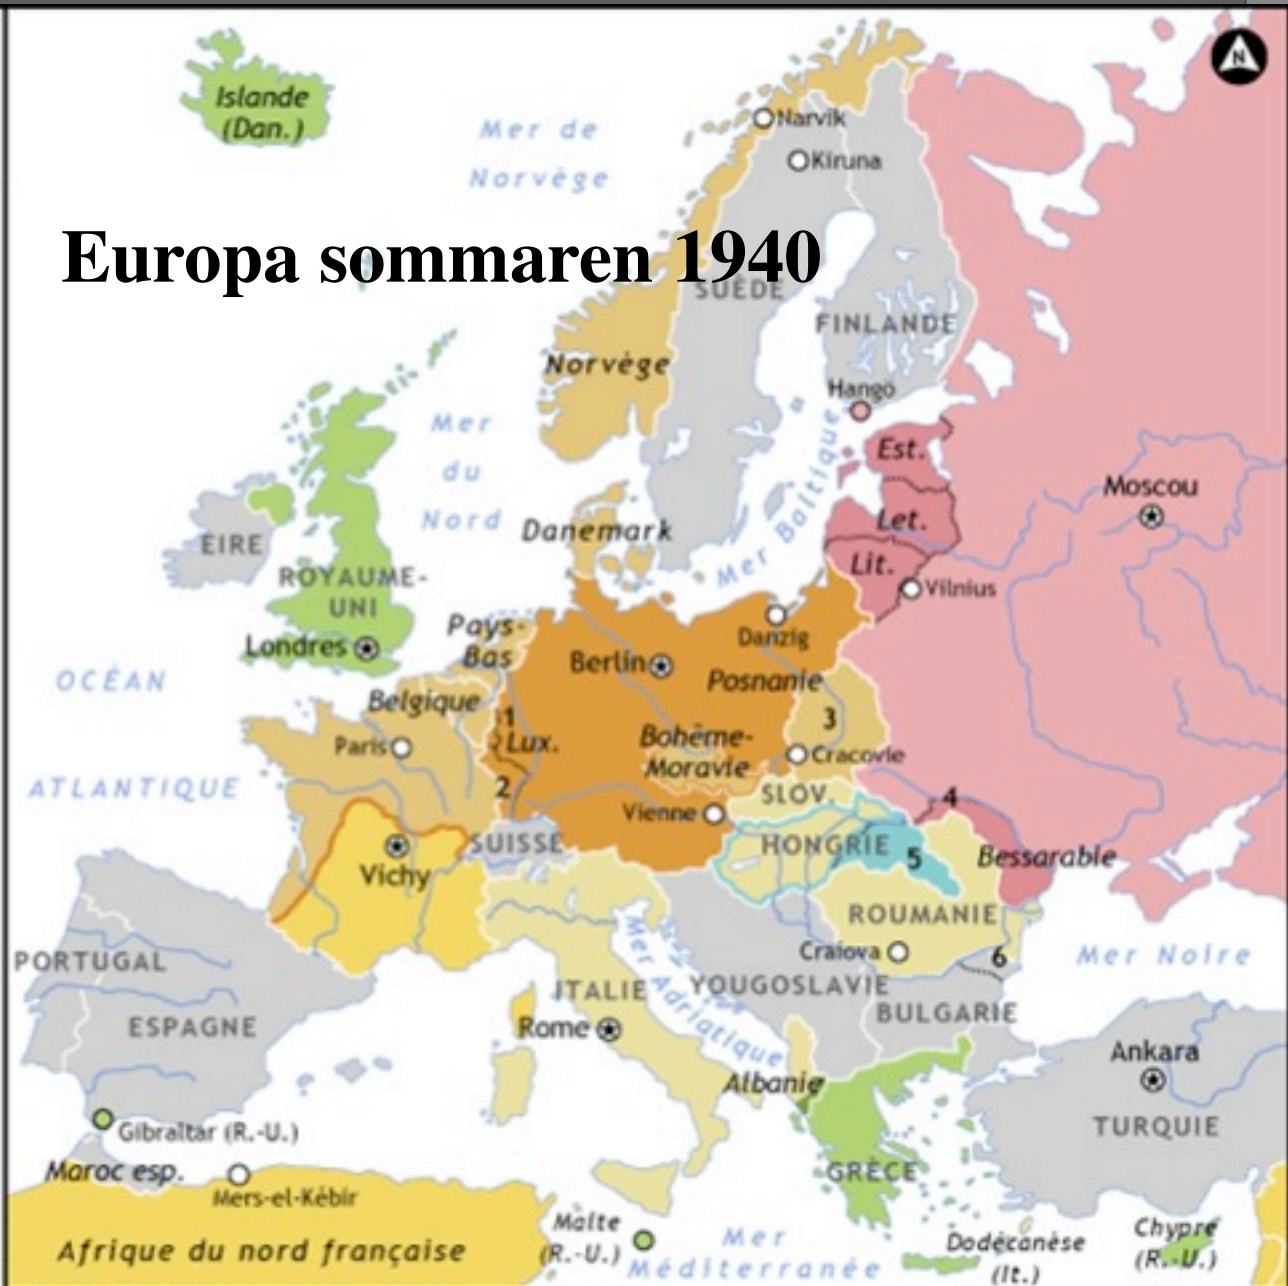 N
Islande
(Dan.)
Mer de
Norvège
Narvik
Kiruna
Europa sommaren 1940
SUÈDE
FINLANDE
Norvège
Hangö
Mer
du
Nord
Mer Baltique
Est.
Moscou
Let.
Danemark
EIRE
Lit.
ROYAUME-
UNI
Vilnius
Londres
Pays-
Bas
Danzig
Berlin
OCÉAN
Posnanie
Belgique
1
3
Paris
Lux.
Bohême-
Moravie
Cracovie
ATLANTIQUE
2
SLOV.
4
Vienne
SUISSE
HONGRIE
5
Bessarabie
Vichy
ROUMANIE
Mer Adriatique
Craiova
6
Mer Noire
PORTUGAL
ITALIE
YOUGOSLAVIE
BULGARIE
ESPAGNE
Rome
Ankara
Albanie
Gibraltar (R.-U.)
TURQUIE
Maroc esp.
GRÈCE
Mers-el-Kébir
Malte
(R.-U.)
Mer
Méditerranée
Chypre
(R.-U.)
Afrique du nord française
Dodécanèse
(It.)